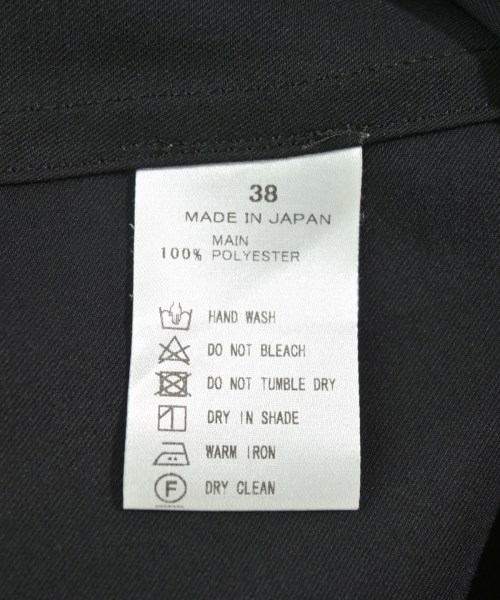 38
MADE IN JAPAN
MAIN
100% POLYESTER
HAND WASH
DO NOT BLEACH
DO NOT TUMBLE DRY
DRY IN SHADE
WARM IRON
F DRY CLEAN